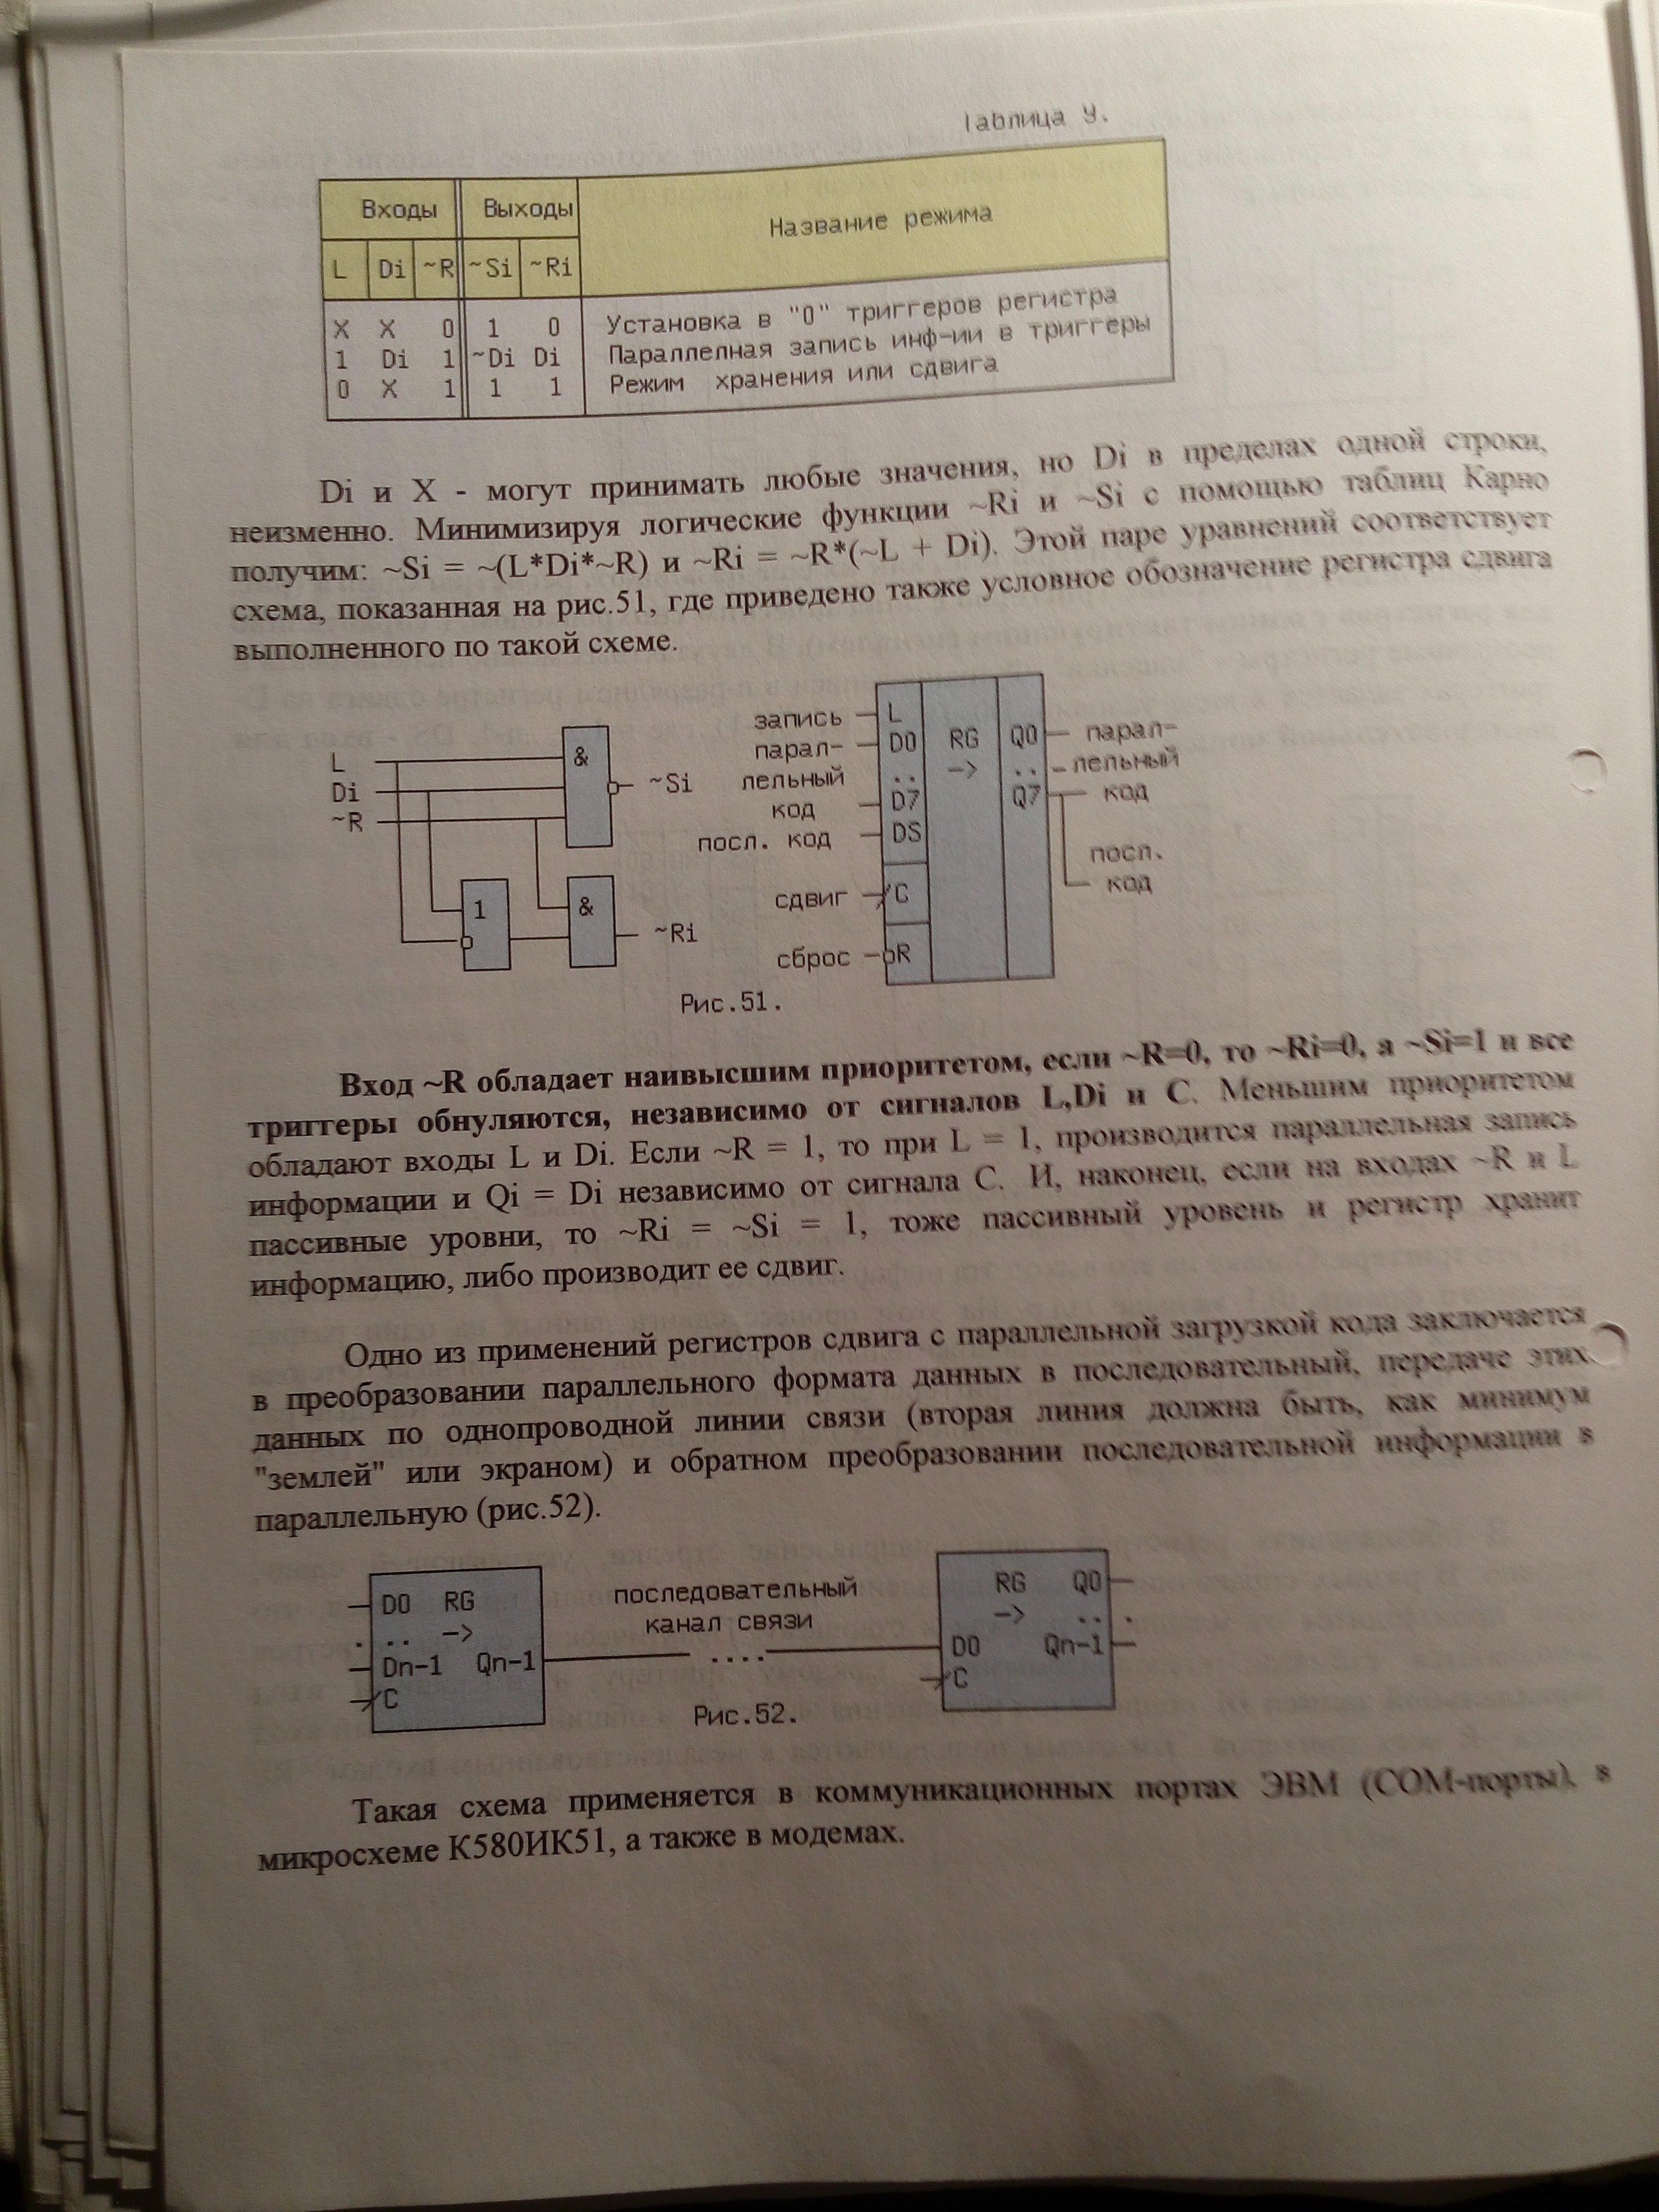 Таблица У.
Входы Выходы Название режима
L Di ~R ~Si ~Ri
X X 0 1 0 Установка в "0" триггеров регистра
1 Di 1 ~Di Di Параллелная запись инф-ии в триггеры
0 X 1 1 1 Режим хранения или сдвига
Di и X - могут принимать любые значения, но Di в пределах одной строки,
неизменно. Минимизируя логические функции ~Ri и ~Si с помощью таблиц Карно
получим: ~Si = ~(L*Di*~R) и ~Ri = ~R*(~L + Di). Этой паре уравнений соответствует
схема, показанная на рис.51, где приведено также условное обозначение регистра сдвига
выполненного по такой схеме.
L
Di
~R
&
~Si
1
&
~Ri
запись
парал-
лельный
код
посл. код
сдвиг
сброс
L
D0
..
D7
DS
C
R
RG
->
Q0
..
Q7
парал-
лельный
код
посл.
код
Рис.51.
Вход ~R обладает наивысшим приоритетом, если ~R=0, то ~Ri=0, а ~Si=1 и все
триггеры обнуляются, независимо от сигналов L,Di и C. Меньшим приоритетом
обладают входы L и Di. Если ~R = 1, то при L = 1, производится параллельная запись
информации и Qi = Di независимо от сигнала C. И, наконец, если на входах ~R и L
пассивные уровни, то ~Ri = ~Si = 1, тоже пассивный уровень и регистр хранит
информацию, либо производит ее сдвиг.
Одно из применений регистров сдвига с параллельной загрузкой кода заключается
в преобразовании параллельного формата данных в последовательный, передаче этих
данных по однопроводной линии связи (вторая линия должна быть, как минимум
"землей" или экраном) и обратном преобразовании последовательной информации в
параллельную (рис.52).
D0 RG
.. ->
Dn-1 Qn-1
C
последовательный
канал связи
....
RG Q0
-> ..
D0 Qn-1
C
Рис.52.
Такая схема применяется в коммуникационных портах ЭВМ (COM-порты), в
микросхеме К580ИК51, а также в модемах.